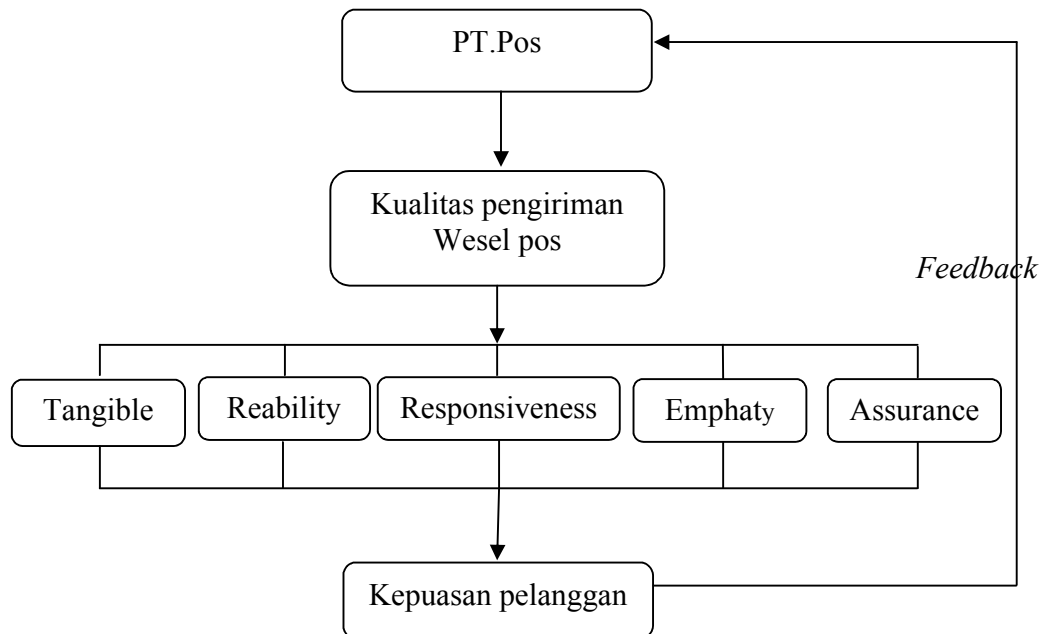 PT.Pos
Kualitas pengiriman
Wesel pos
Feedback
Tangible
Reability
Responsiveness
Emphaty
Assurance
Kepuasan pelanggan